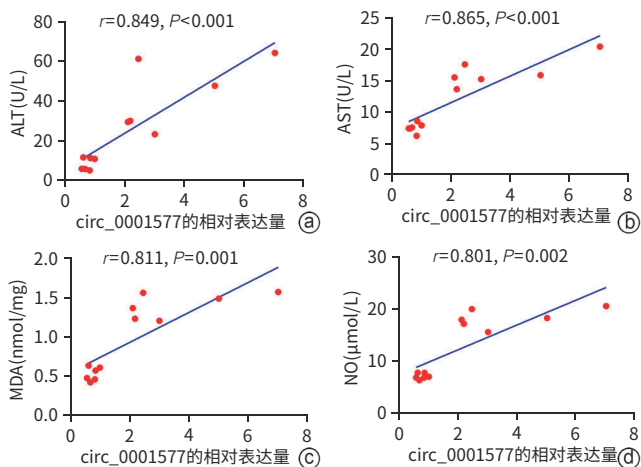 r=0.849, P<0.001
80
60
40
20
0
ALT(U/L)
0 2 4 6 8
circ_0001577的相对表达量 ⓐ
r=0.865, P<0.001
25
20
15
10
5
0
AST(U/L)
0 2 4 6 8
circ_0001577的相对表达量 ⓑ
r=0.811, P=0.001
2.0
1.5
1.0
0.5
0.0
MDA(nmol/mg)
0 2 4 6 8
circ_0001577的相对表达量 ⓒ
r=0.801, P=0.002
30
20
10
0
NO(μmol/L)
0 2 4 6 8
circ_0001577的相对表达量 ⓓ